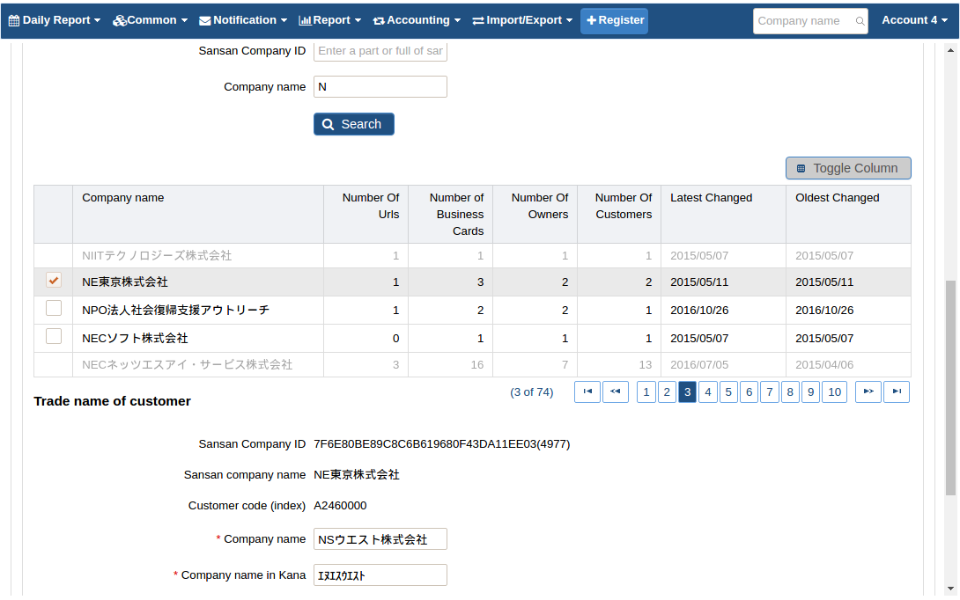 Daily Report Common Notification Report Accounting Import/Export Register Company name Account 4
Sansan Company ID Enter a part or full of sar
Company name N
Search
Toggle Column
Company name Number Of Urls Number of Business Cards Number Of Owners Number Of Customers Latest Changed Oldest Changed
NIITテクノロジーズ株式会社 1 1 1 1 2015/05/07 2015/05/07
NE東京株式会社 1 3 2 2 2015/05/11 2015/05/11
NPO法人社会復帰支援アウトリーチ 1 2 2 1 2016/10/26 2016/10/26
NECソフト株式会社 0 1 1 1 2015/05/07 2015/05/07
NECネッツエスアイ・サービス株式会社 3 16 7 13 2016/07/05 2015/04/06
(3 of 74) 1 2 3 4 5 6 7 8 9 10
Trade name of customer
Sansan Company ID 7F6E80BE89C8C6B619680F43DA11EE03(4977)
Sansan company name NE東京株式会社
Customer code (index) A2460000
* Company name NSウエスト株式会社
* Company name in Kana ｴﾇｴｽｳｴｽﾄ